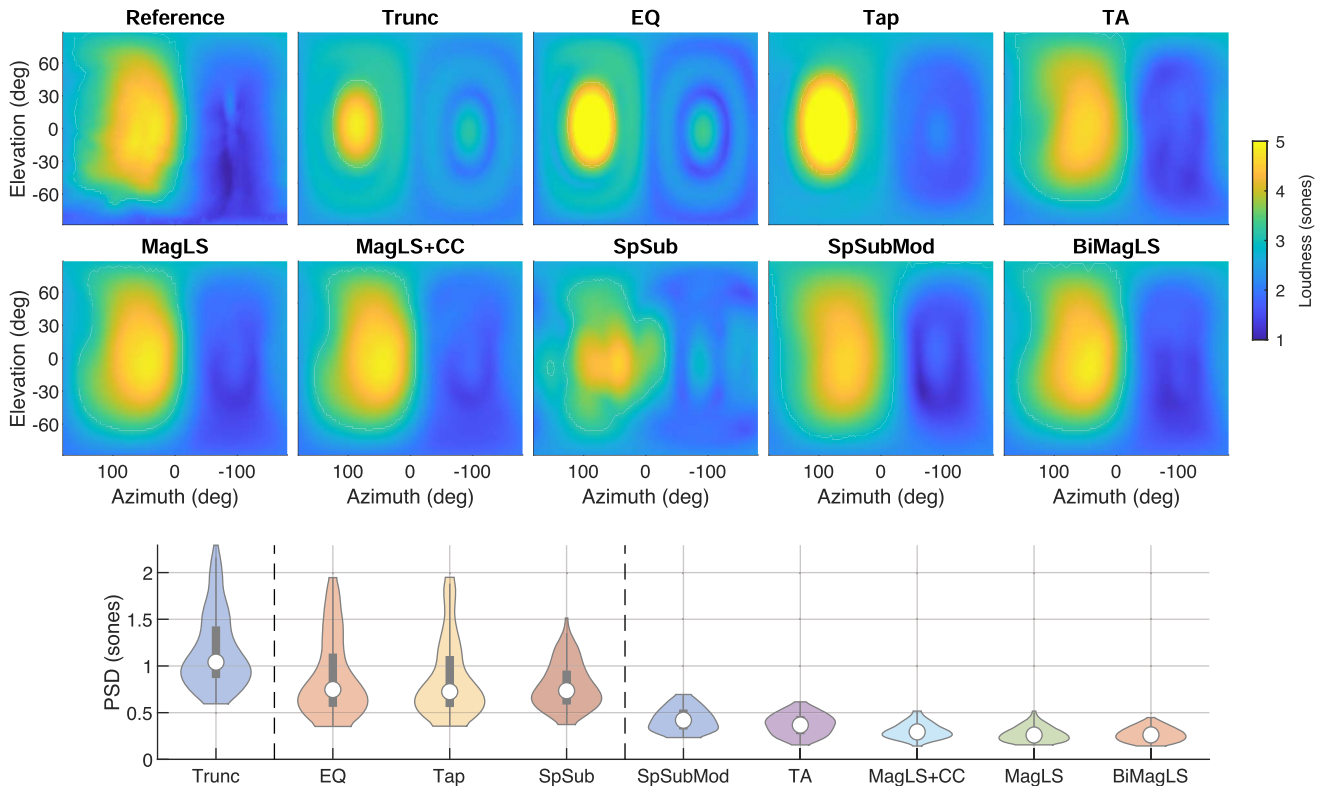 Reference Trunc EQ Tap TA
Elevation (deg)
60
30
0
-30
-60
MagLS MagLS+CC SpSub SpSubMod BiMagLS
Elevation (deg)
60
30
0
-30
-60
100 0 -100 100 0 -100 100 0 -100 100 0 -100 100 0 -100
Azimuth (deg) Azimuth (deg) Azimuth (deg) Azimuth (deg) Azimuth (deg)
5
4
3
2
1
Loudness (sones)
PSD (sones)
2
1.5
1
0.5
0
Trunc EQ Tap SpSub SpSubMod TA MagLS+CC MagLS BiMagLS